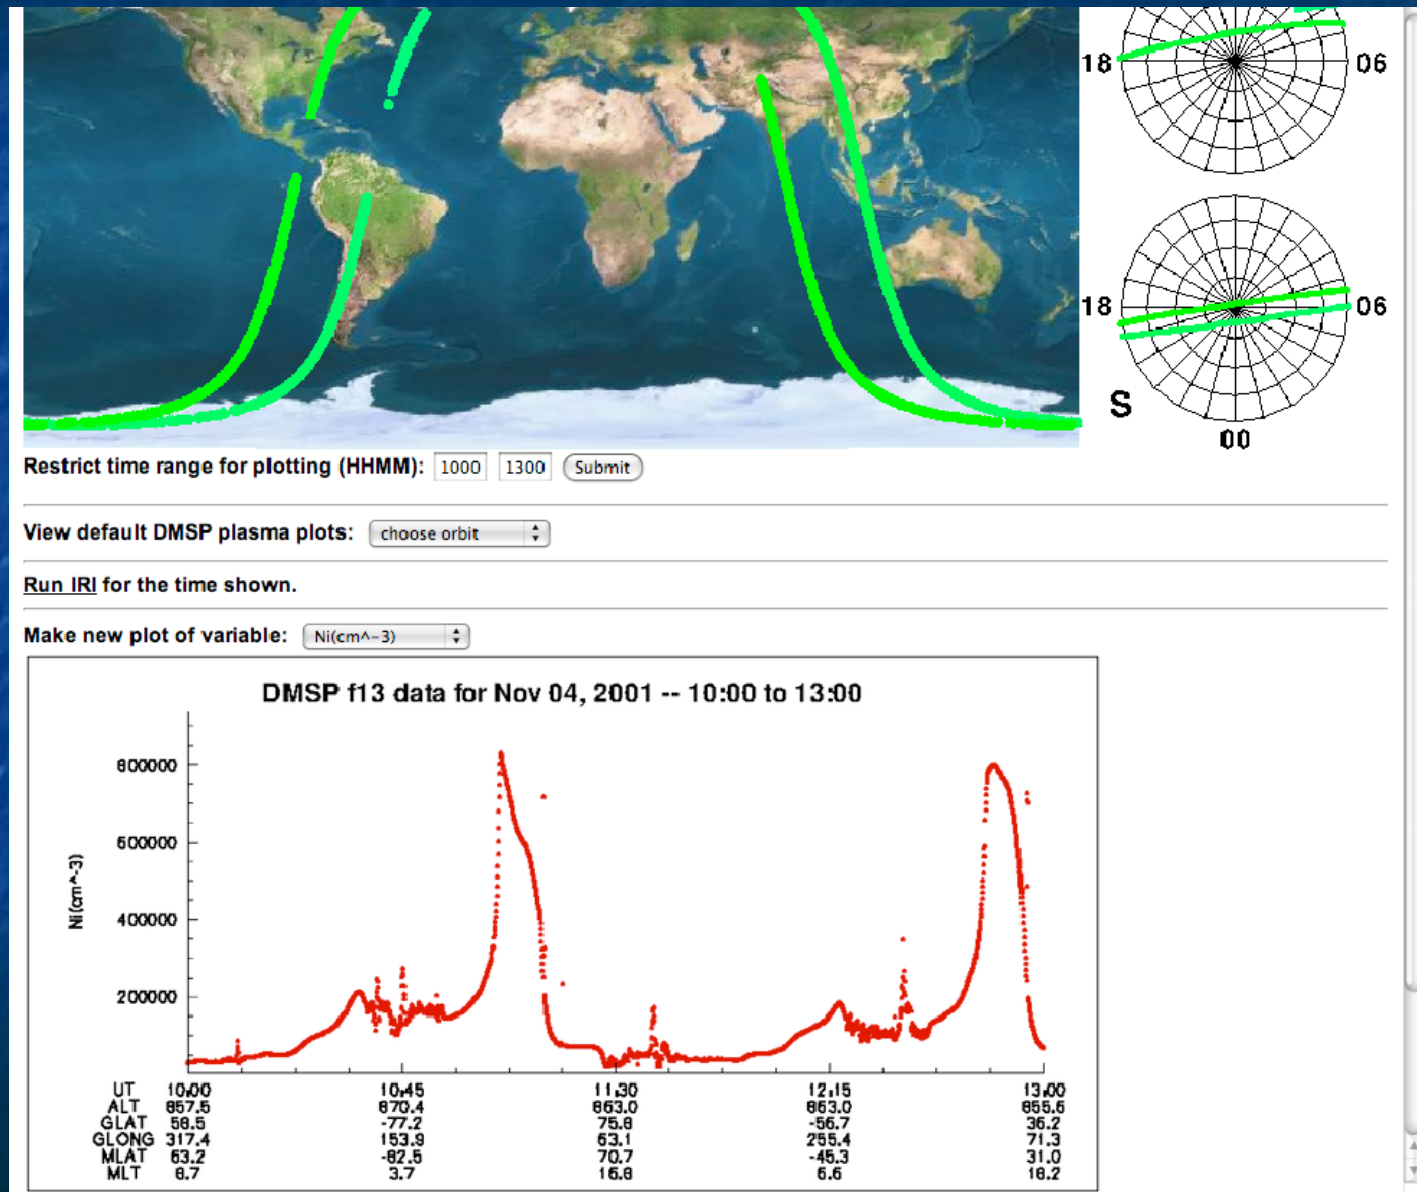 18 06
18 06
S
00
Restrict time range for plotting (HHMM): 1000 1300 Submit
View default DMSP plasma plots: choose orbit
Run IRI for the time shown.
Make new plot of variable: Ni(cm^-3)
DMSP f13 data for Nov 04, 2001 -- 10:00 to 13:00
800000
600000
400000
200000
Ni(cm^-3)
UT 10:00 10:45 11:30 12:15 13:00
ALT 857.5 870.4 863.0 863.0 855.6
GLAT 58.5 -77.2 75.8 -56.7 36.2
GLONG 317.4 153.9 63.1 255.4 71.3
MLAT 63.2 -82.5 70.7 -45.3 31.0
MLT 8.7 3.7 16.8 6.6 18.2